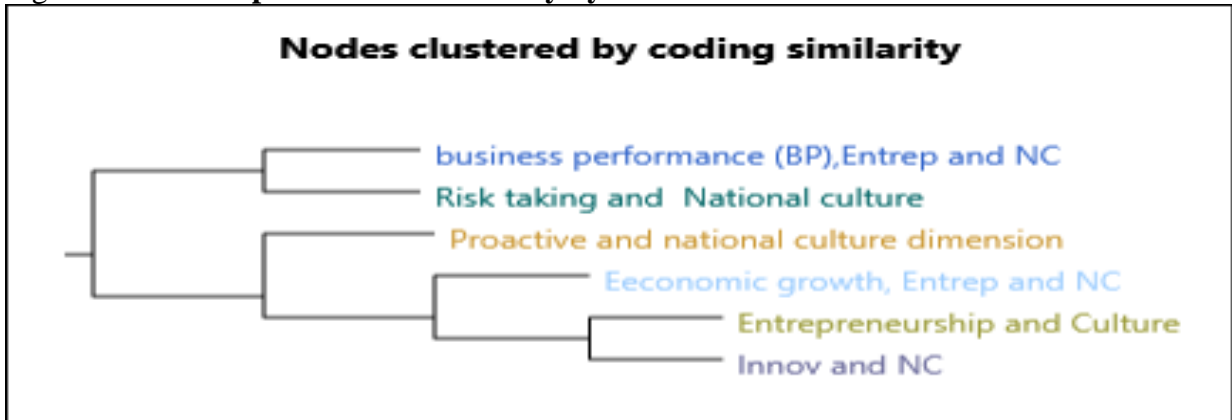 Nodes clustered by coding similarity
business performance (BP),Entrep and NC
Risk taking and National culture
Proactive and national culture dimension
Eeconomic growth, Entrep and NC
Entrepreneurship and Culture
Innov and NC